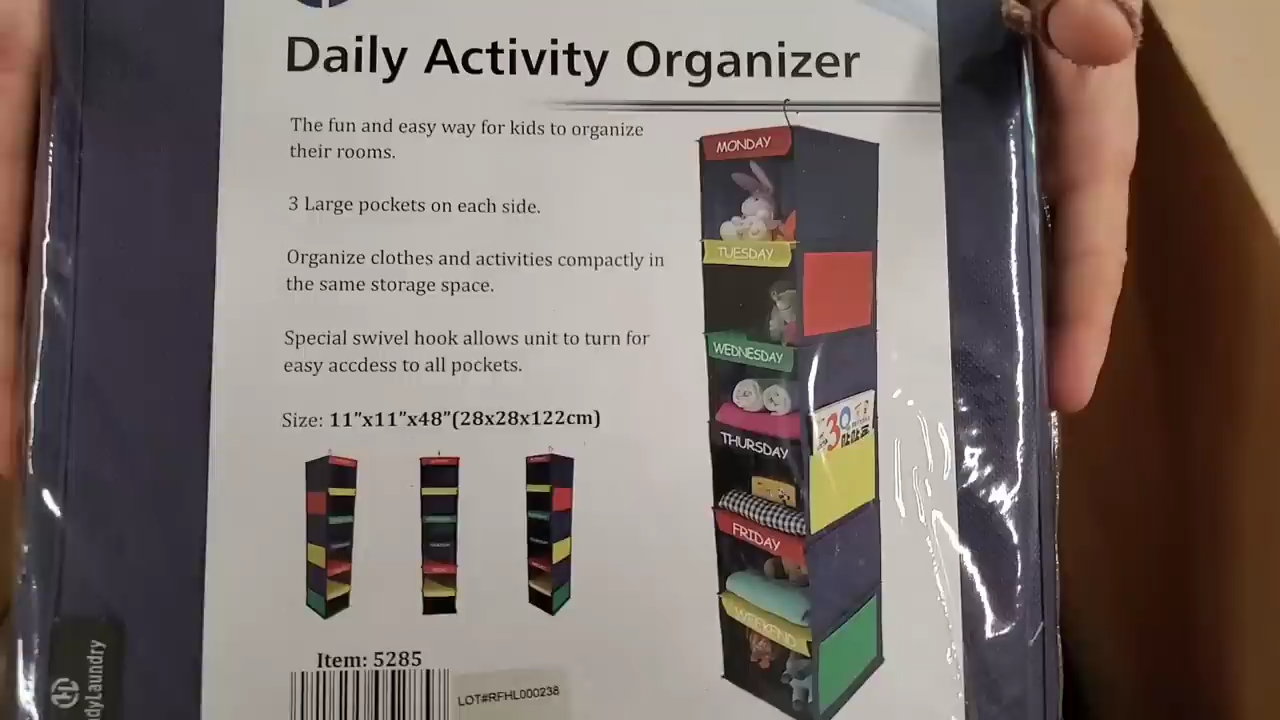 Daily Activity Organizer
The fun and easy way for kids to organize
their rooms.
3 Large pockets on each side.
Organize clothes and activities compactly in
the same storage space.
Special swivel hook allows unit to turn for
easy accdess to all pockets.
Size: 11”x11”x48”(28x28x122cm)
MONDAY
TUESDAY
WEDNESDAY
30
THURSDAY
FRIDAY
WEEKEND
Item: 5285
LOT#RFHL000238
dyLaundry